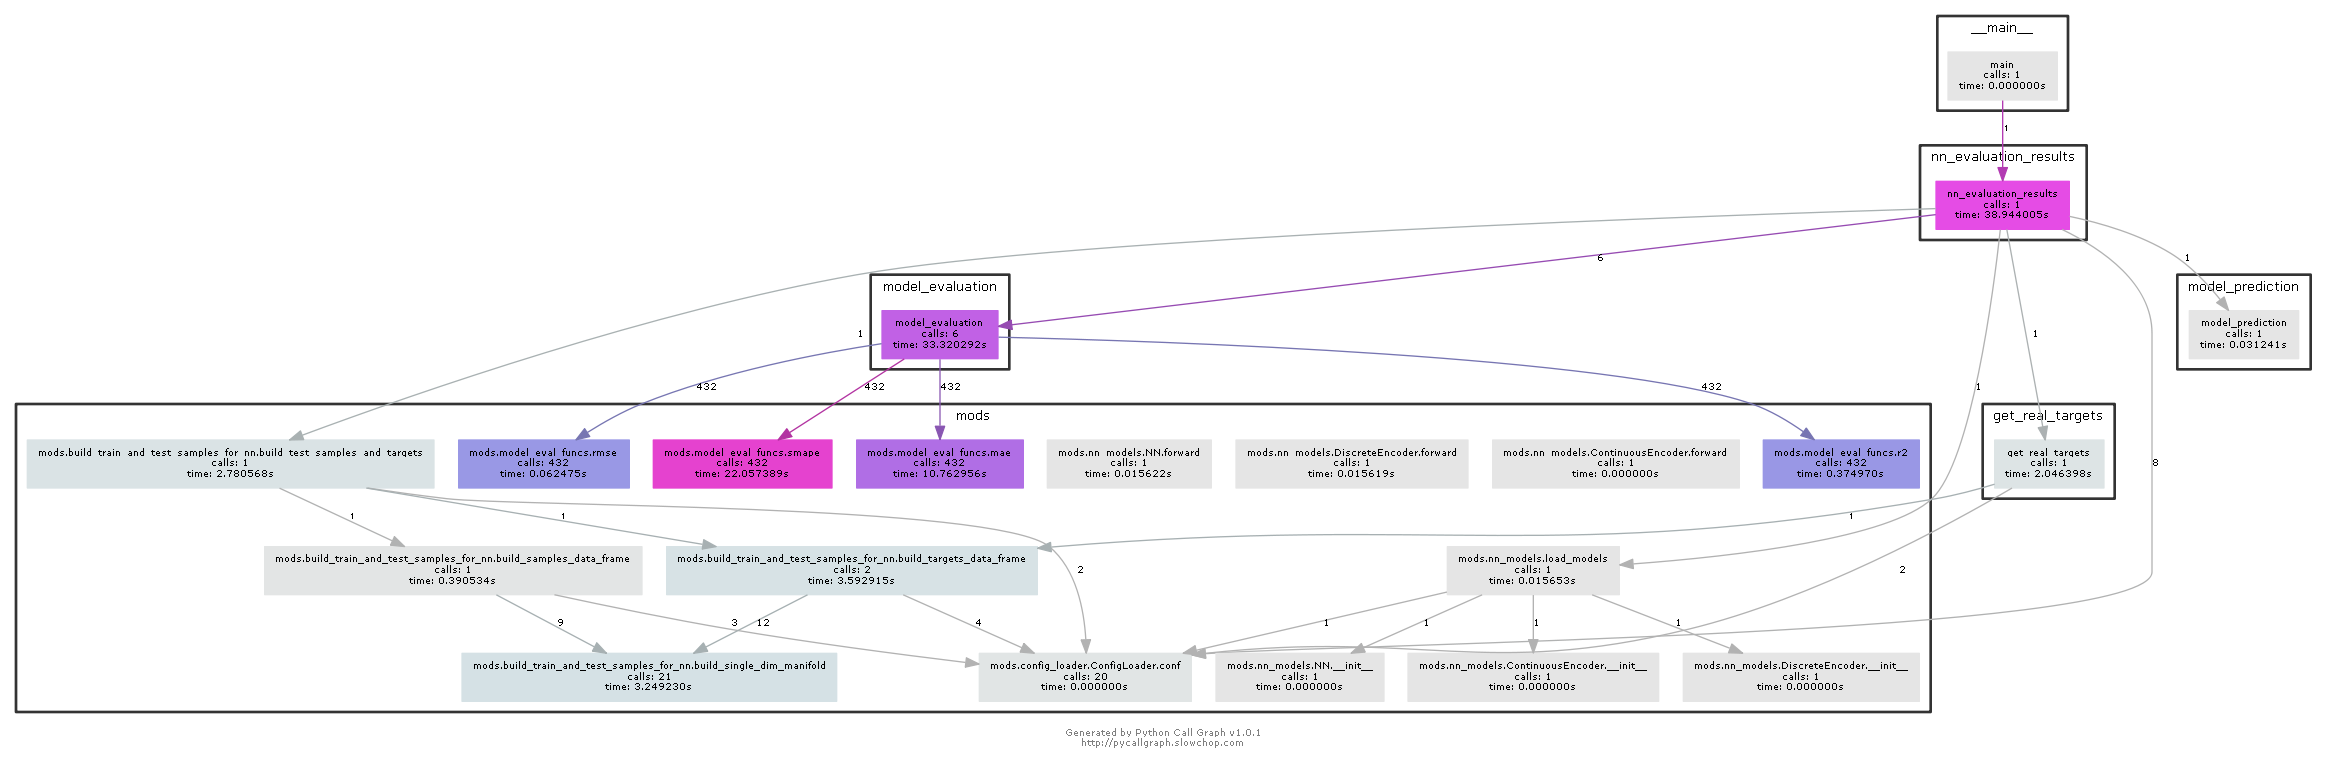 __main__
main
calls: 1
time: 0.000000s
1
nn_evaluation_results
nn_evaluation_results
calls: 1
time: 38.944005s
6
1
model_evaluation
model_evaluation
calls: 6
time: 33.320292s
model_prediction
model_prediction
calls: 1
time: 0.031241s
1
1
432
432
432
432
1
mods
get_real_targets
get_real_targets
calls: 1
time: 2.046398s
8
mods.build_train_and_test_samples_for_nn.build_test_samples_and_targets
calls: 1
time: 2.780568s
mods.model_eval_funcs.rmse
calls: 432
time: 0.062475s
mods.model_eval_funcs.smape
calls: 432
time: 22.057389s
mods.model_eval_funcs.mae
calls: 432
time: 10.762956s
mods.nn_models.NN.forward
calls: 1
time: 0.015622s
mods.nn_models.DiscreteEncoder.forward
calls: 1
time: 0.015619s
mods.nn_models.ContinuousEncoder.forward
calls: 1
time: 0.000000s
mods.model_eval_funcs.r2
calls: 432
time: 0.374970s
1
1
1
mods.build_train_and_test_samples_for_nn.build_samples_data_frame
calls: 1
time: 0.390534s
mods.build_train_and_test_samples_for_nn.build_targets_data_frame
calls: 2
time: 3.592915s
2
mods.nn_models.load_models
calls: 1
time: 0.015653s
2
9
3
12
4
1
1
1
1
mods.build_train_and_test_samples_for_nn.build_single_dim_manifold
calls: 21
time: 3.249230s
mods.config_loader.ConfigLoader.conf
calls: 20
time: 0.000000s
mods.nn_models.NN.__init__
calls: 1
time: 0.000000s
mods.nn_models.ContinuousEncoder.__init__
calls: 1
time: 0.000000s
mods.nn_models.DiscreteEncoder.__init__
calls: 1
time: 0.000000s
Generated by Python Call Graph v1.0.1
http://pycallgraph.slowchop.com